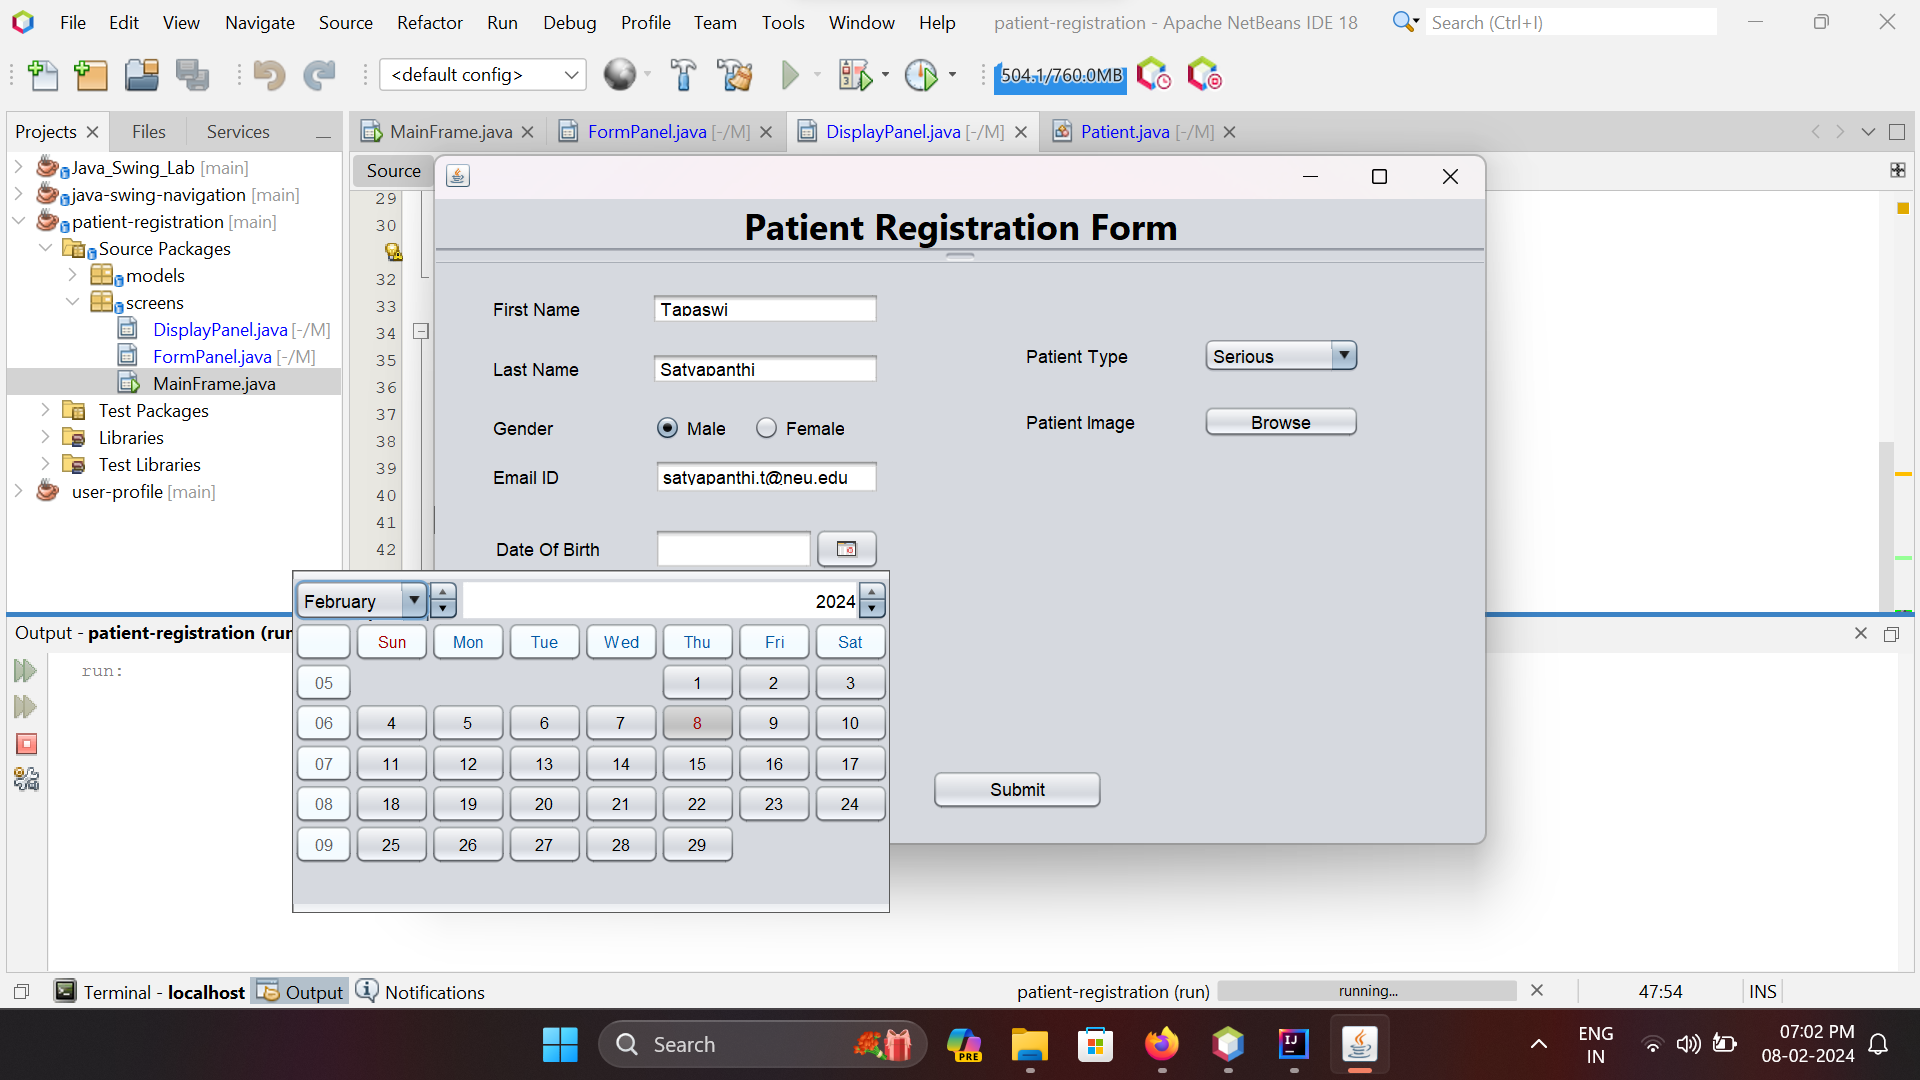 File Edit View Navigate Source Refactor Run Debug Profile Team Tools Window Help patient-registration - Apache NetBeans IDE 18 Search (Ctrl+I)
<default config> 504.1/760.0MB
Projects Files Services MainFrame.java FormPanel.java [-/M] DisplayPanel.java [-/M] Patient.java [-/M]
Source
Java_Swing_Lab [main]
java-swing-navigation [main]
patient-registration [main]
Source Packages
models
screens
DisplayPanel.java [-/M]
FormPanel.java [-/M]
MainFrame.java
Test Packages
Libraries
Test Libraries
user-profile [main]
29
30
32
33
34
35
36
37
38
39
40
41
42
Patient Registration Form
First Name Tapaswi
Last Name Satyapanthi
Gender Male Female
Email ID satyapanthi.t@neu.edu
Date Of Birth
Patient Type Serious
Patient Image Browse
Submit
February 2024
Sun Mon Tue Wed Thu Fri Sat
05 1 2 3
06 4 5 6 7 8 9 10
07 11 12 13 14 15 16 17
08 18 19 20 21 22 23 24
09 25 26 27 28 29
Output - patient-registration (run
run:
Terminal - localhost Output Notifications patient-registration (run) running... 47:54 INS
Search PRE IJ ENG IN 07:02 PM 08-02-2024